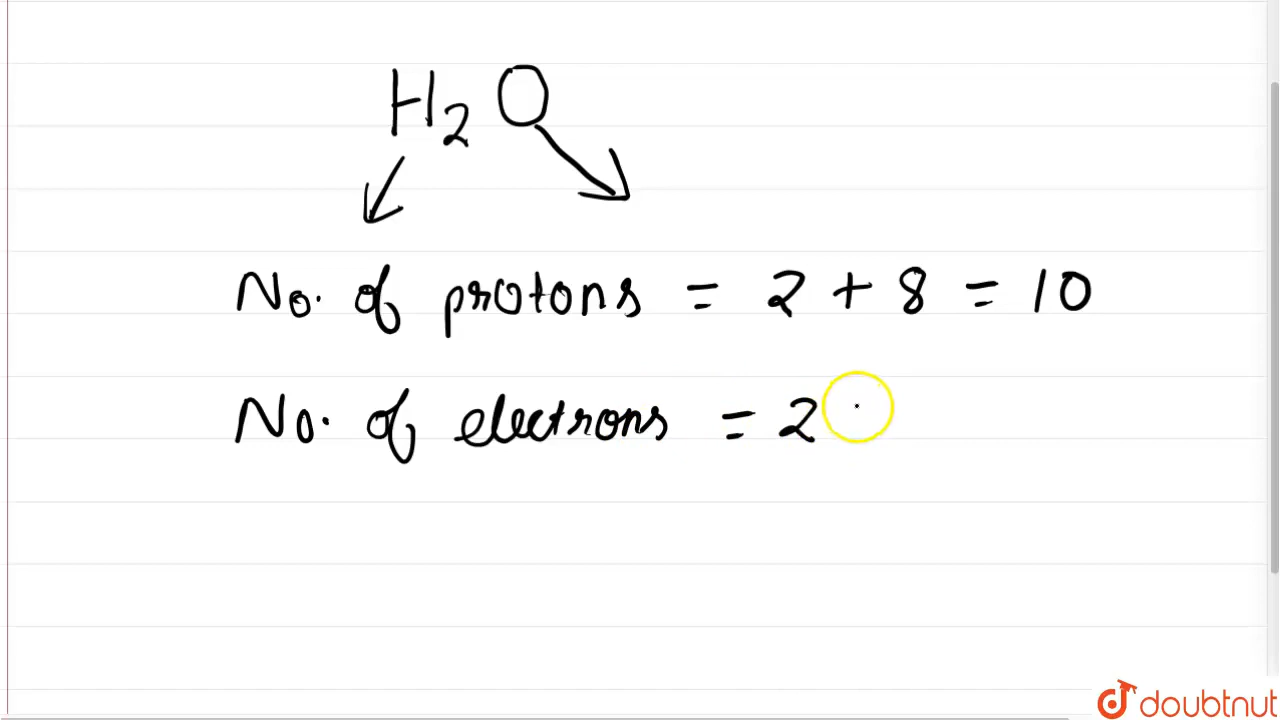 H₂O
No. of protons = 2 + 8 = 10
No. of electrons = 2
doubtnut